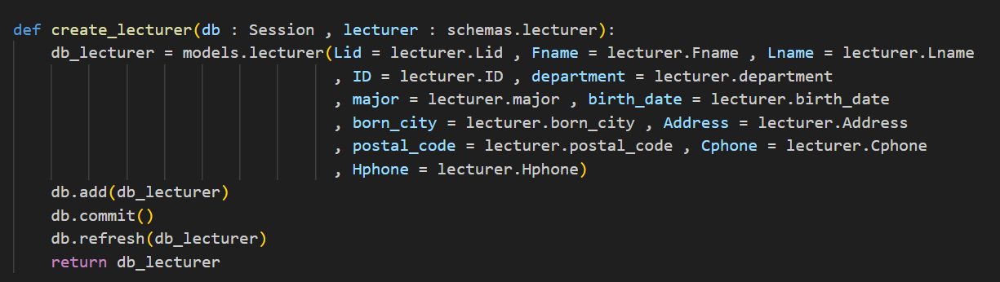 def create_lecturer(db : Session , lecturer : schemas.lecturer):
    db_lecturer = models.lecturer(Lid = lecturer.Lid , Fname = lecturer.Fname , Lname = lecturer.Lname
                                  , ID = lecturer.ID , department = lecturer.department
                                  , major = lecturer.major , birth_date = lecturer.birth_date
                                  , born_city = lecturer.born_city , Address = lecturer.Address
                                  , postal_code = lecturer.postal_code , Cphone = lecturer.Cphone
                                  , Hphone = lecturer.Hphone)
    db.add(db_lecturer)
    db.commit()
    db.refresh(db_lecturer)
    return db_lecturer